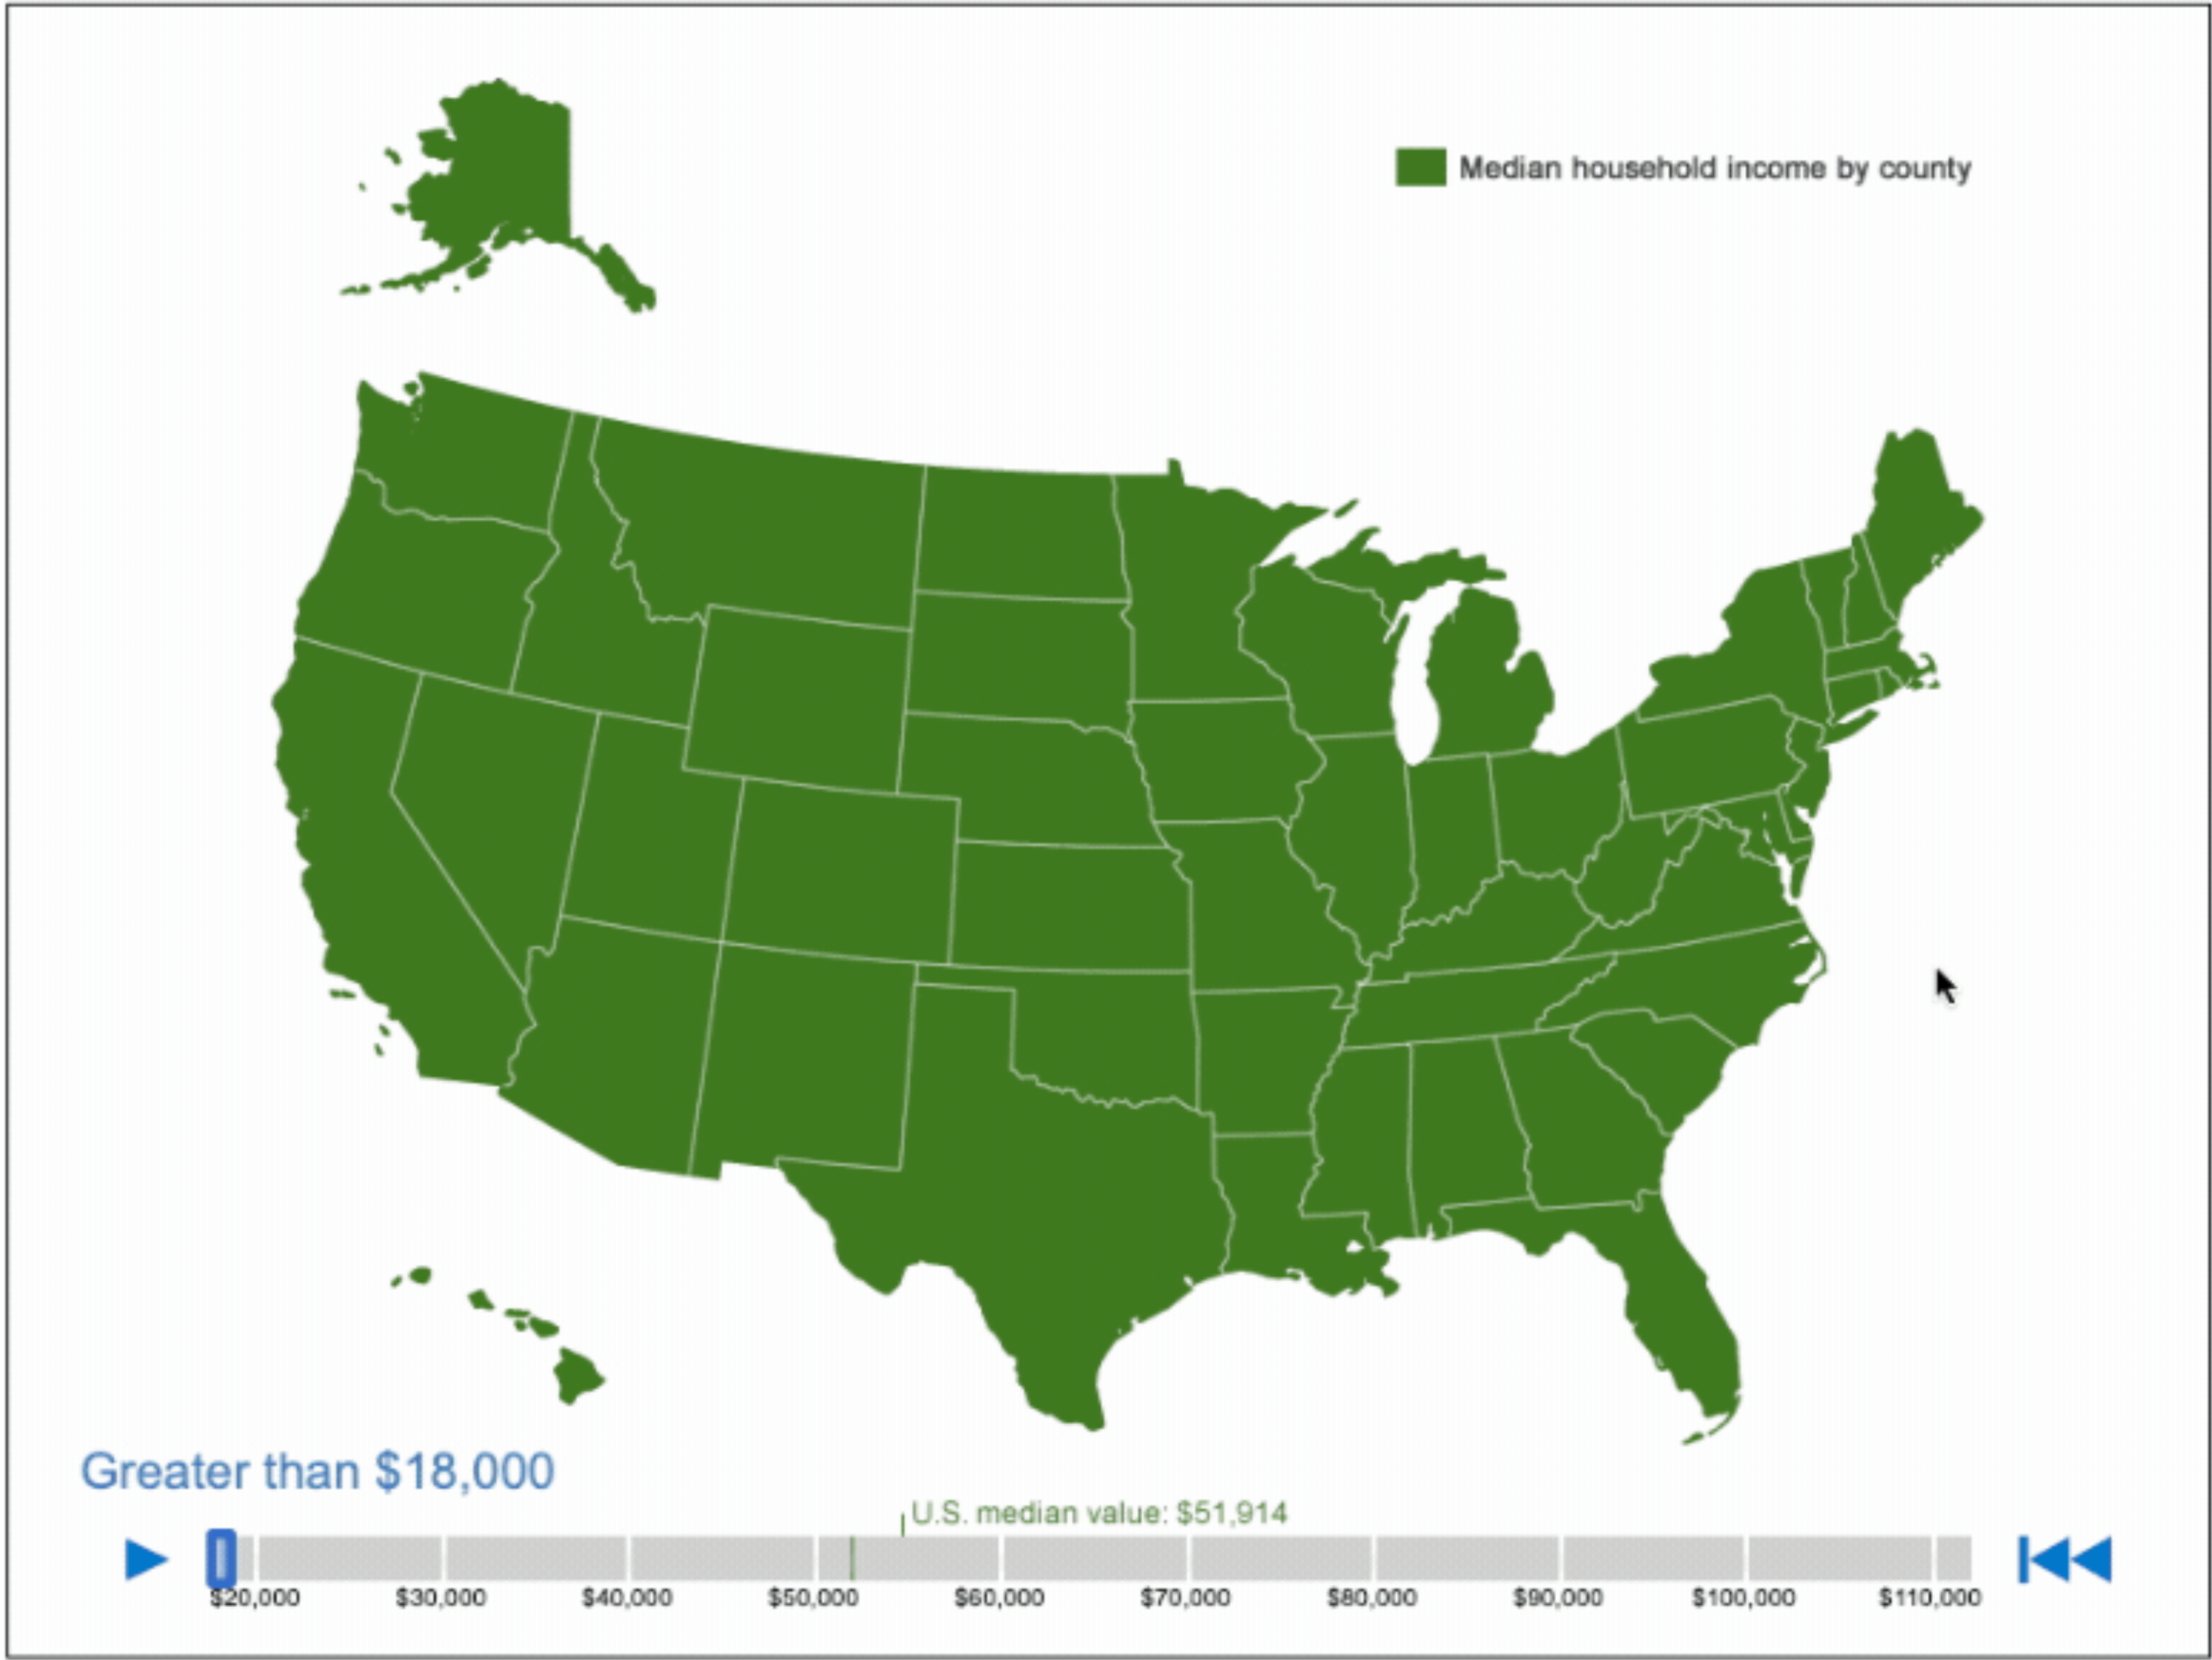 Median household income by county
Greater than $18,000
U.S. median value: $51,914
$20,000 $30,000 $40,000 $50,000 $60,000 $70,000 $80,000 $90,000 $100,000 $110,000